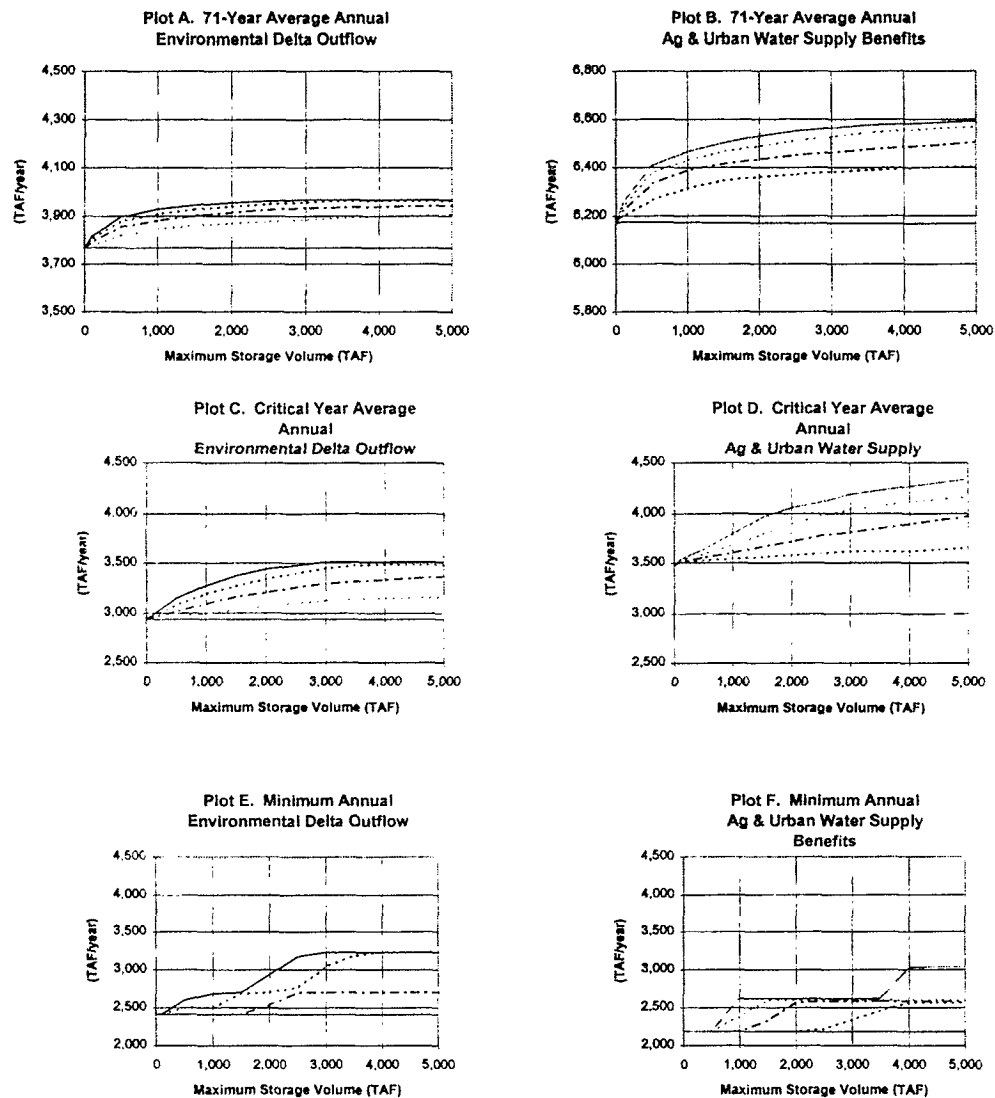 Plot A. 71-Year Average Annual
Environmental Delta Outflow
4,500
4,300
4,100
3,900
3,700
3,500
(TAF/year)
0 1,000 2,000 3,000 4,000 5,000
Maximum Storage Volume (TAF)
Plot B. 71-Year Average Annual
Ag & Urban Water Supply Benefits
6,800
6,600
6,400
6,200
6,000
5,800
(TAF/year)
0 1,000 2,000 3,000 4,000 5,000
Maximum Storage Volume (TAF)
Plot C. Critical Year Average
Annual
Environmental Delta Outflow
4,500
4,000
3,500
3,000
2,500
(TAF/year)
0 1,000 2,000 3,000 4,000 5,000
Maximum Storage Volume (TAF)
Plot D. Critical Year Average
Annual
Ag & Urban Water Supply
4,500
4,000
3,500
3,000
2,500
(TAF/year)
0 1,000 2,000 3,000 4,000 5,000
Maximum Storage Volume (TAF)
Plot E. Minimum Annual
Environmental Delta Outflow
4,500
4,000
3,500
3,000
2,500
2,000
(TAF/year)
0 1,000 2,000 3,000 4,000 5,000
Maximum Storage Volume (TAF)
Plot F. Minimum Annual
Ag & Urban Water Supply
Benefits
4,500
4,000
3,500
3,000
2,500
2,000
(TAF/year)
0 1,000 2,000 3,000 4,000 5,000
Maximum Storage Volume (TAF)